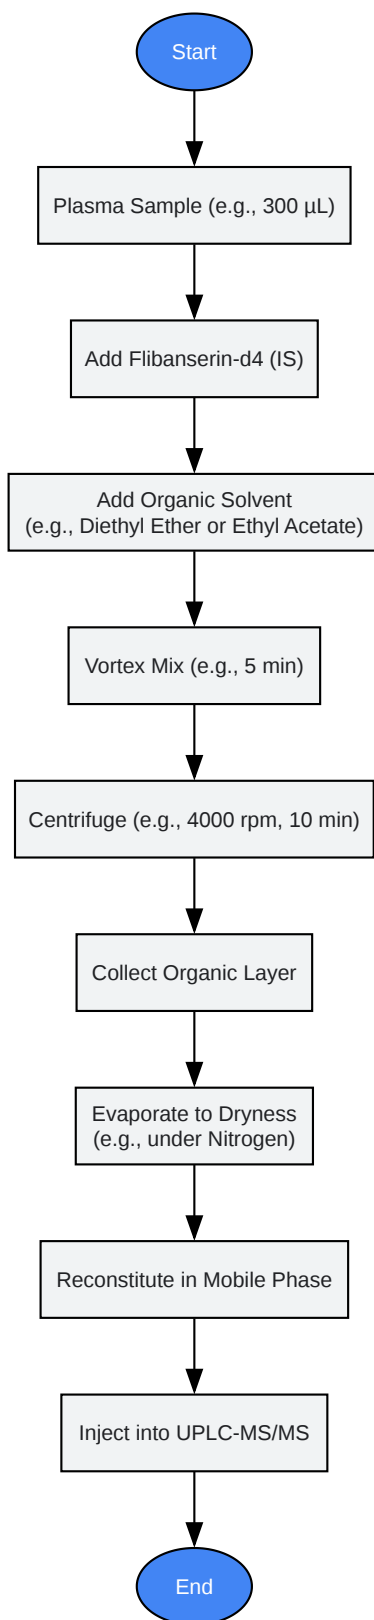 Start
Plasma Sample (e.g., 300 µL)
Add Flibanserin-d4 (IS)
Add Organic Solvent
(e.g., Diethyl Ether or Ethyl Acetate)
Vortex Mix (e.g., 5 min)
Centrifuge (e.g., 4000 rpm, 10 min)
Collect Organic Layer
Evaporate to Dryness
(e.g., under Nitrogen)
Reconstitute in Mobile Phase
Inject into UPLC-MS/MS
End